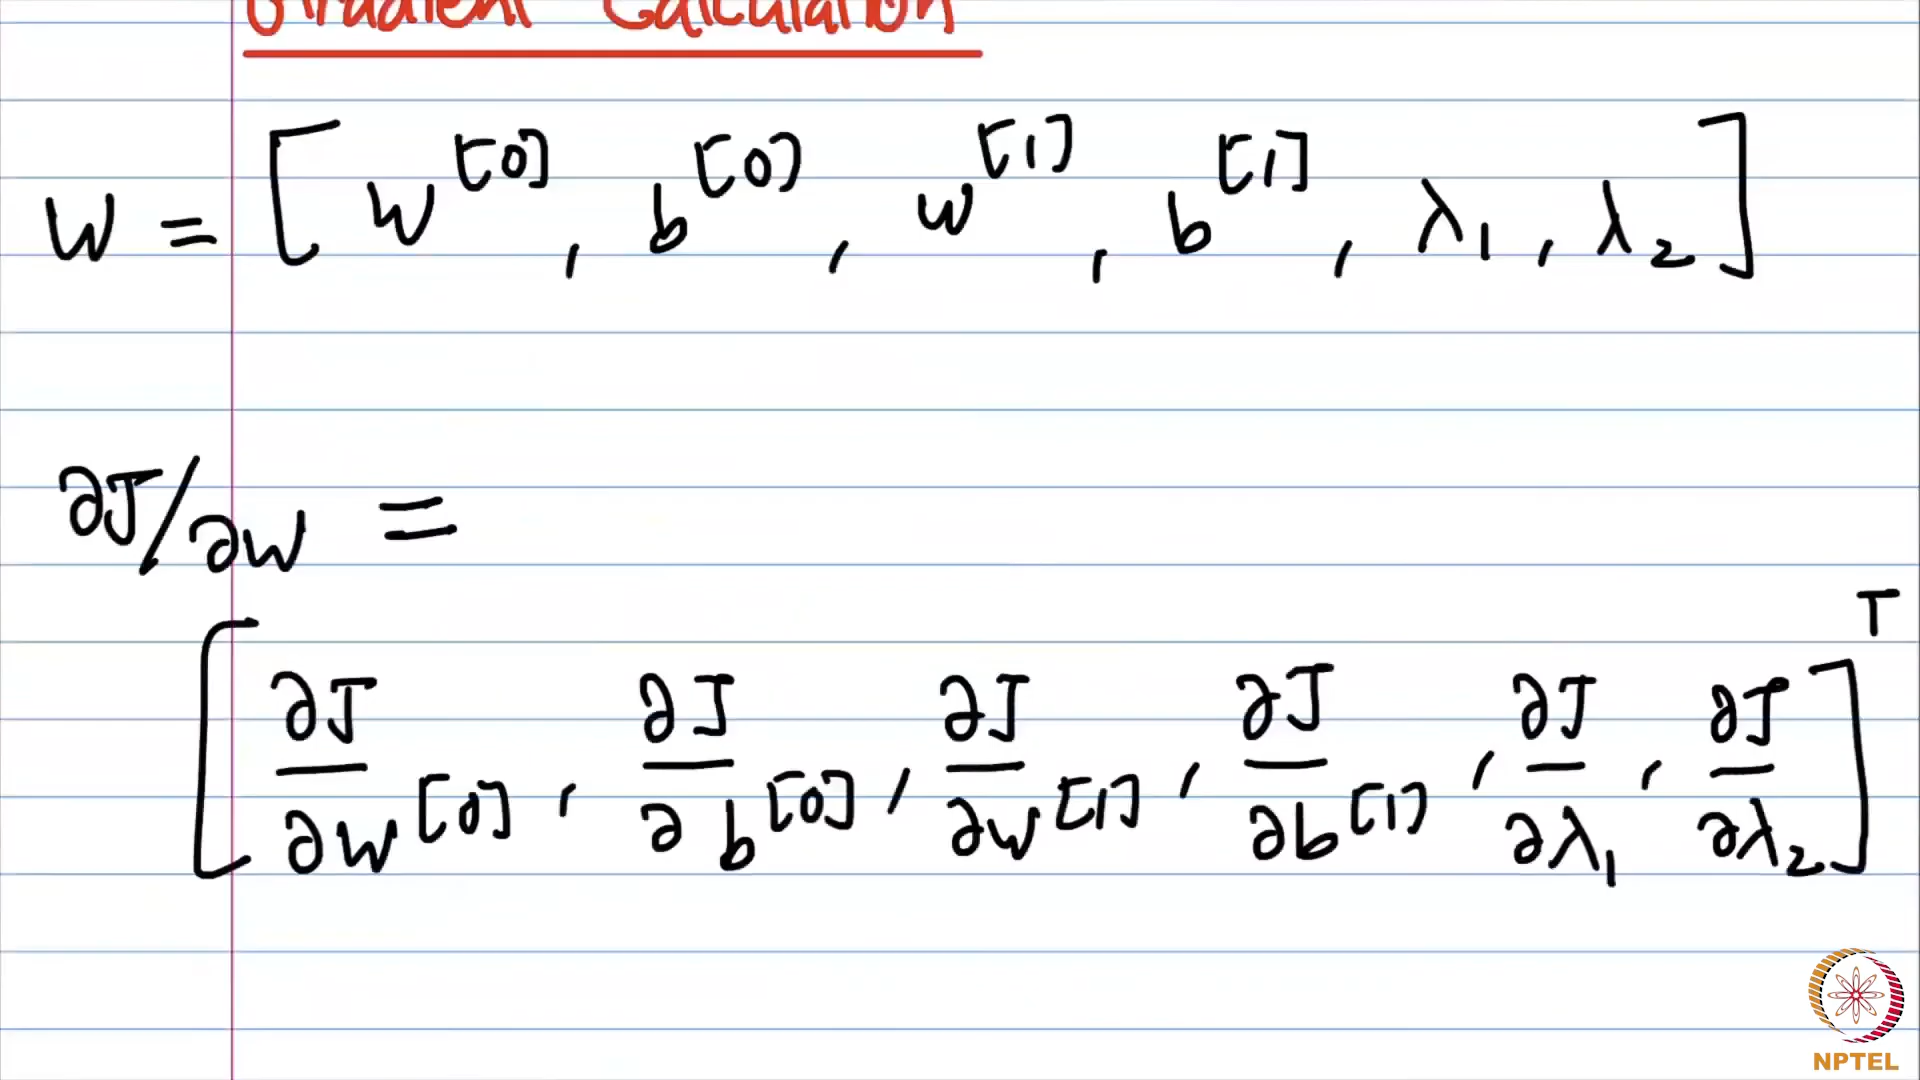 Gradient Calculation
W = [ W^[0], b^[0], w^[1], b^[1], λ₁, λ₂ ]
∂J/∂W =
[ ∂J/∂W^[0], ∂J/∂b^[0], ∂J/∂W^[1], ∂J/∂b^[1], ∂J/∂λ₁, ∂J/∂λ₂ ]^T
NPTEL